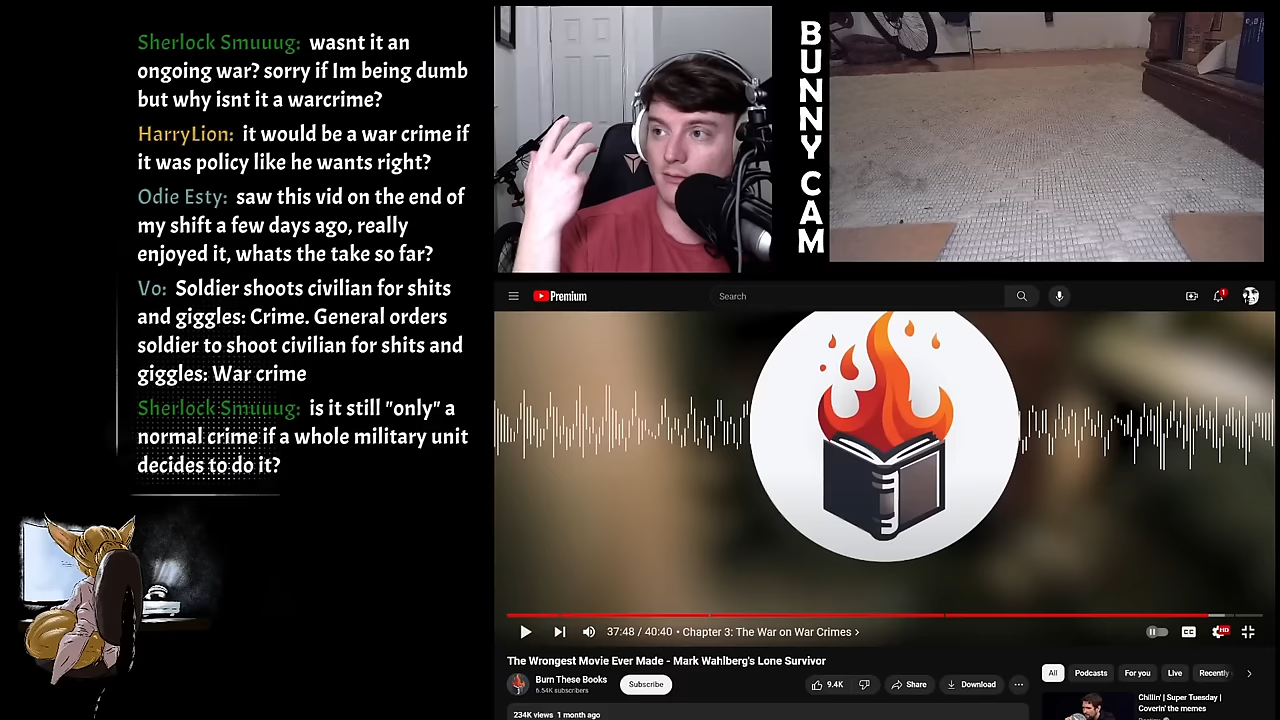 Sherlock Smuuug: wasnt it an
ongoing war? sorry if Im being dumb
but why isnt it a warcrime?
HarryLion: it would be a war crime if
it was policy like he wants right?
Odie Esty: saw this vid on the end of
my shift a few days ago, really
enjoyed it, whats the take so far?
Vo: Soldier shoots civilian for shits
and giggles: Crime. General orders
soldier to shoot civilian for shits and
giggles: War crime
Sherlock Smuuug: is it still "only" a
normal crime if a whole military unit
decides to do it?
BUNNY CAM
Premium
Search
1
37:48 / 40:40 • Chapter 3: The War on War Crimes
CC
HD
The Wrongest Movie Ever Made - Mark Wahlberg's Lone Survivor
Burn These Books
6.54K subscribers
Subscribe
9.4K
Share
Download
234K views 1 month ago
All
Podcasts
For you
Live
Recently
Chillin' | Super Tuesday |
Coverin' the memes